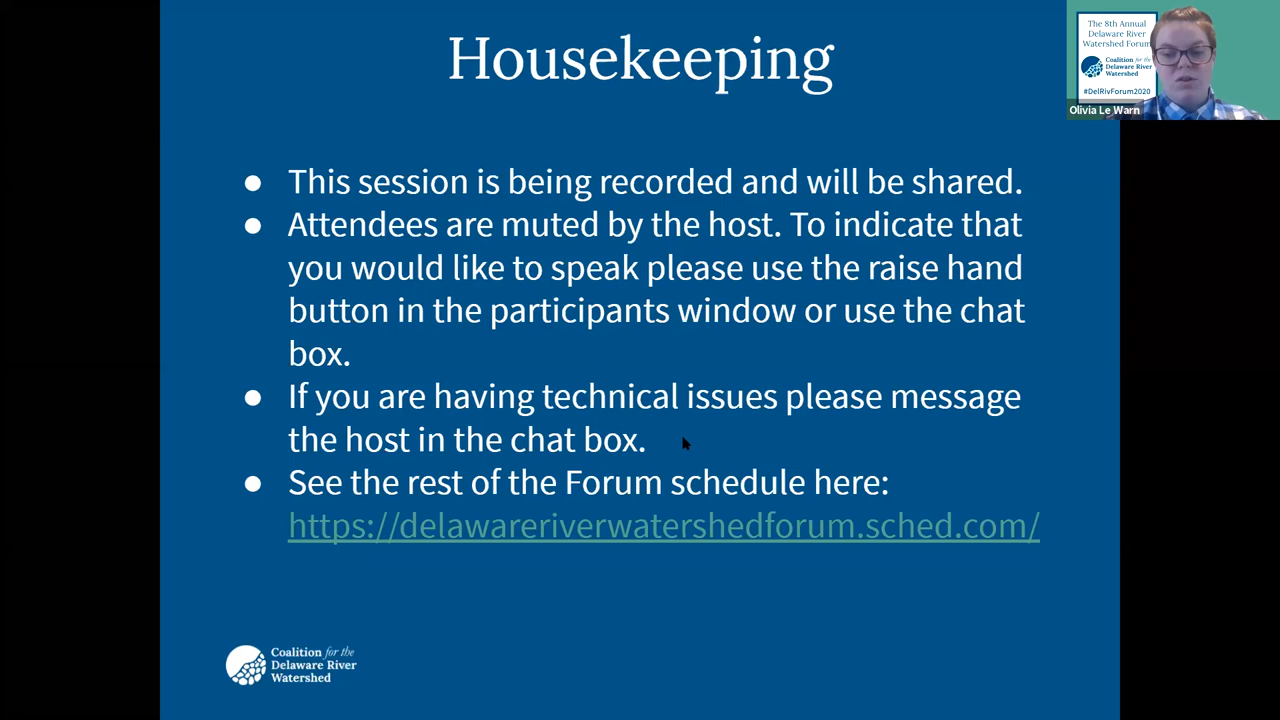 Housekeeping
The 8th Annual
Delaware River
Watershed Forum
Coalition for the
Delaware River
Watershed
#DelRivForum2020
Olivia Le Warn
● This session is being recorded and will be shared.
● Attendees are muted by the host. To indicate that
you would like to speak please use the raise hand
button in the participants window or use the chat
box.
● If you are having technical issues please message
the host in the chat box.
● See the rest of the Forum schedule here:
https://delawareriverwatershedforum.sched.com/
Coalition for the
Delaware River
Watershed